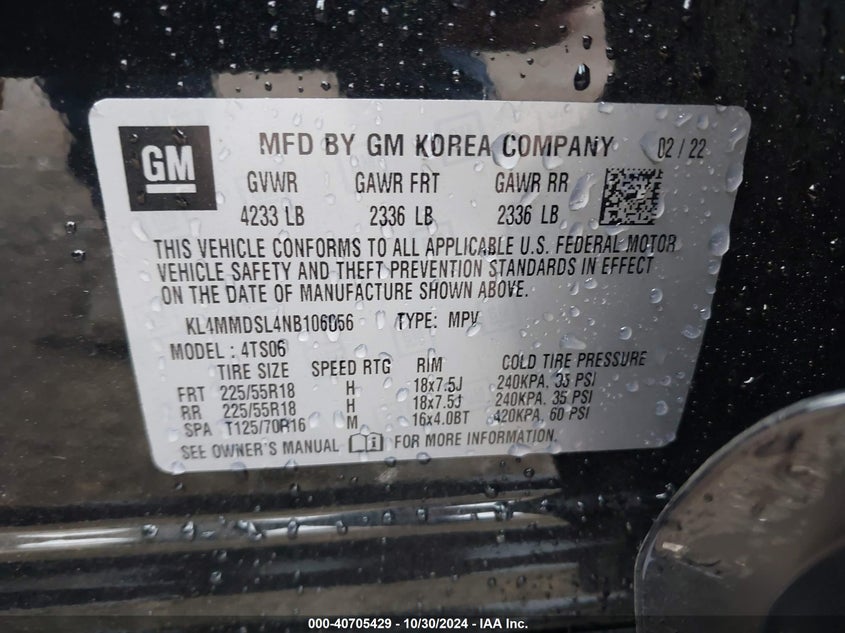 GM
MFD BY GM KOREA COMPANY 02 / 22
GVWR GAWR FRT GAWR RR
4233 LB 2336 LB 2336 LB
THIS VEHICLE CONFORMS TO ALL APPLICABLE U.S. FEDERAL MOTOR
VEHICLE SAFETY AND THEFT PREVENTION STANDARDS IN EFFECT
ON THE DATE OF MANUFACTURE SHOWN ABOVE.
KL4MMDSL4NB106056 TYPE: MPV
MODEL : 4TS06
TIRE SIZE SPEED RTG RIM COLD TIRE PRESSURE
FRT 225/55R18 H 18x7.5J 240KPA, 35 PSI
RR 225/55R18 H 18x7.5J 240KPA, 35 PSI
SPA T125/70R16 M 16x4.0BT 420KPA, 60 PSI
SEE OWNER'S MANUAL FOR MORE INFORMATION.
000-40705429 - 10/30/2024 - IAA Inc.